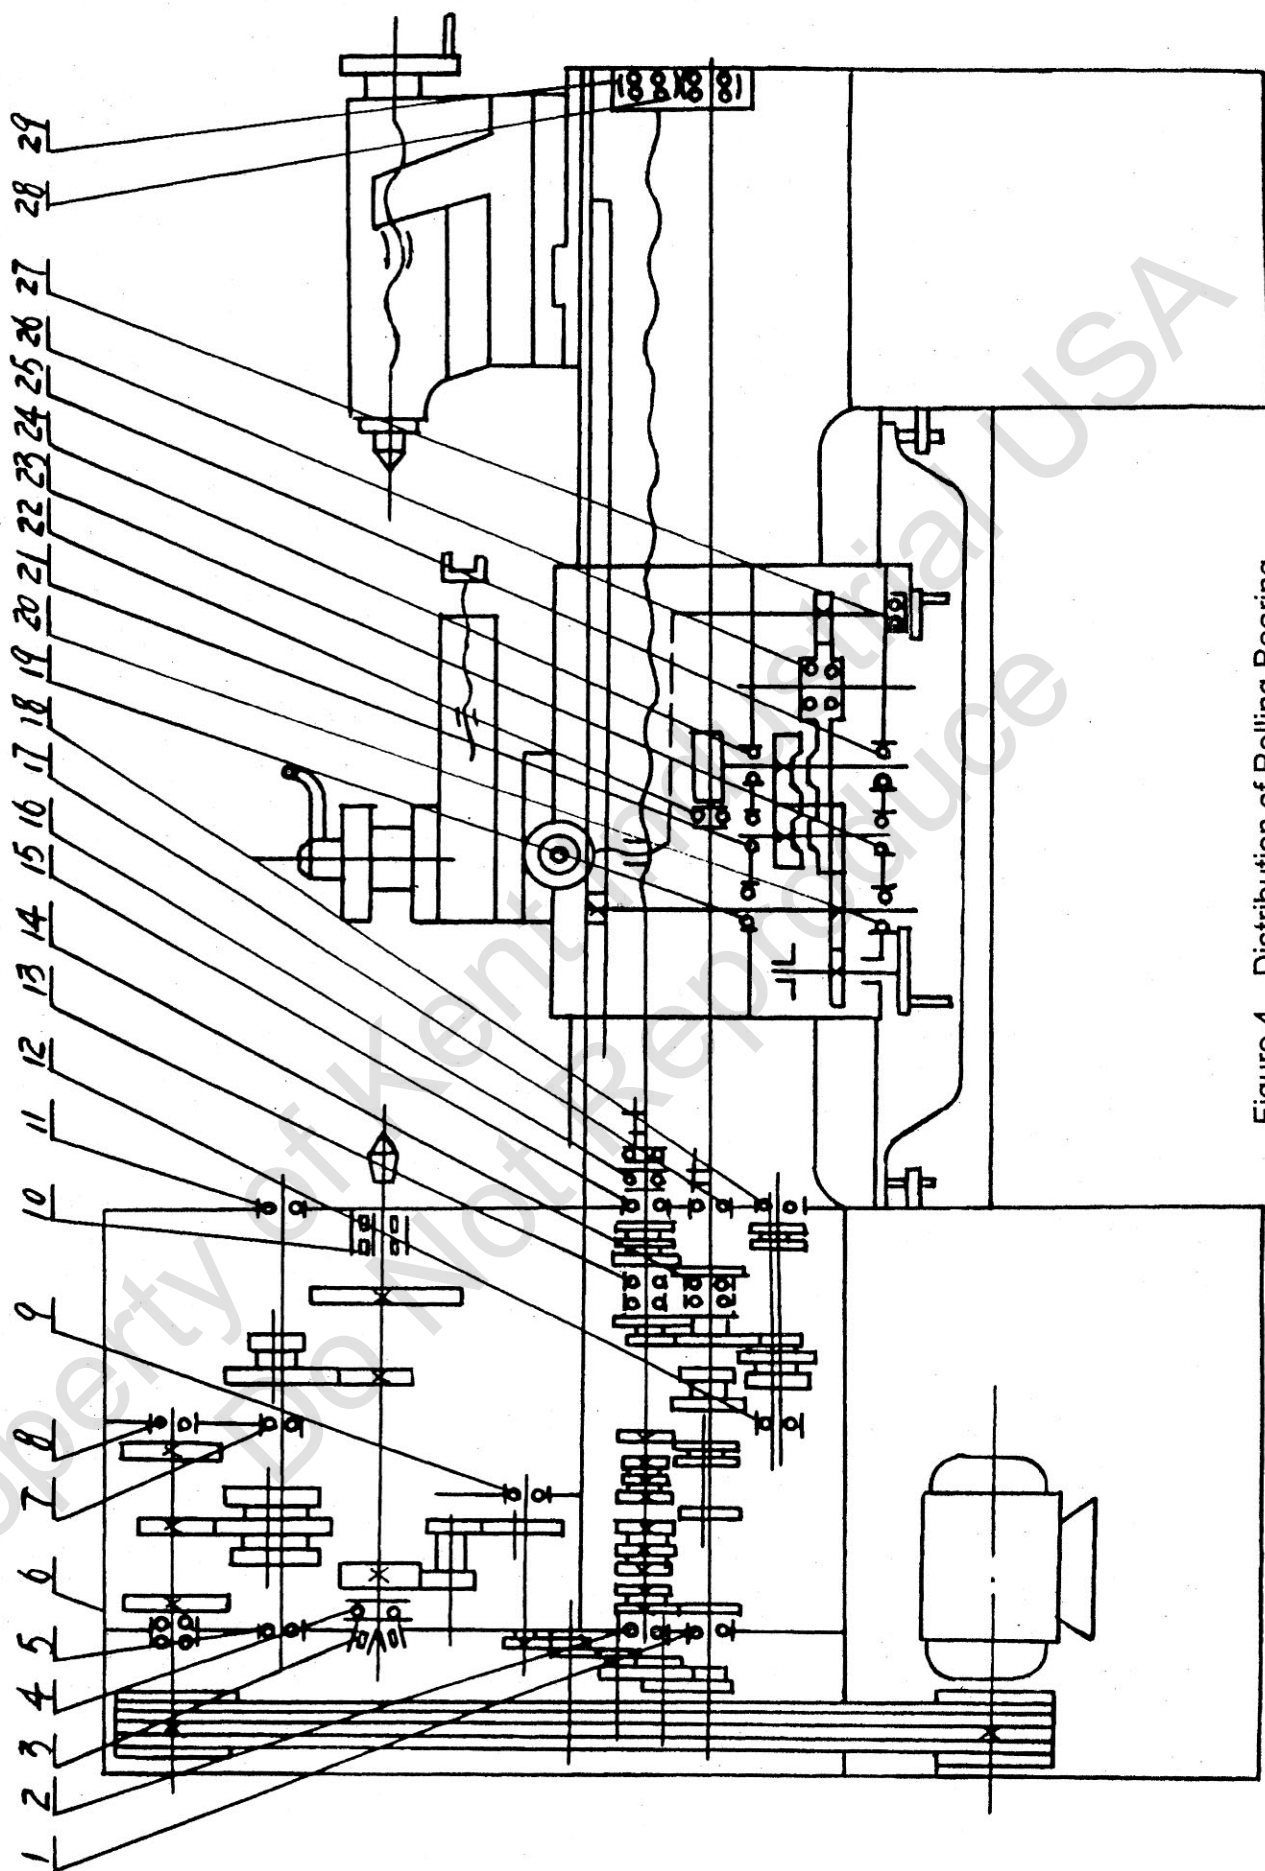 1 2 3 4 5 6 7 8 9 10 11 12 13 14 15 16 17 18 19 20 21 22 23 24 25 26 27 28 29
Property of Kent Industrial USA
Do Not Reproduce
Figure 4 Distribution of Rolling Bearing